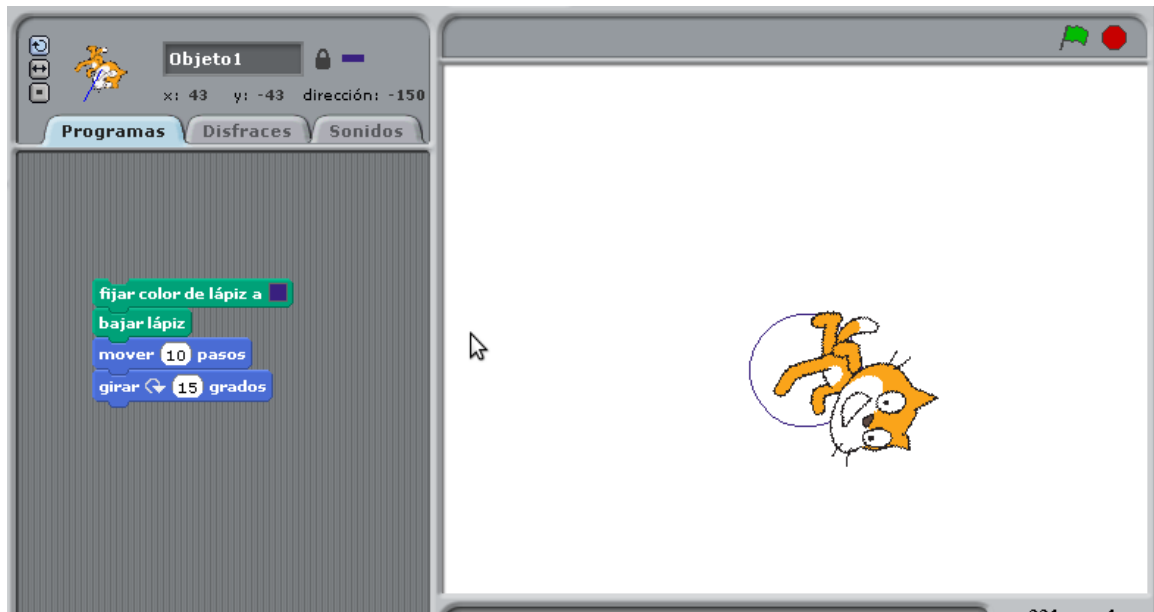 Objeto1
x: 43 y: -43 dirección: -150
Programas Disfraces Sonidos
fijar color de lápiz a
bajar lápiz
mover 10 pasos
girar 15 grados